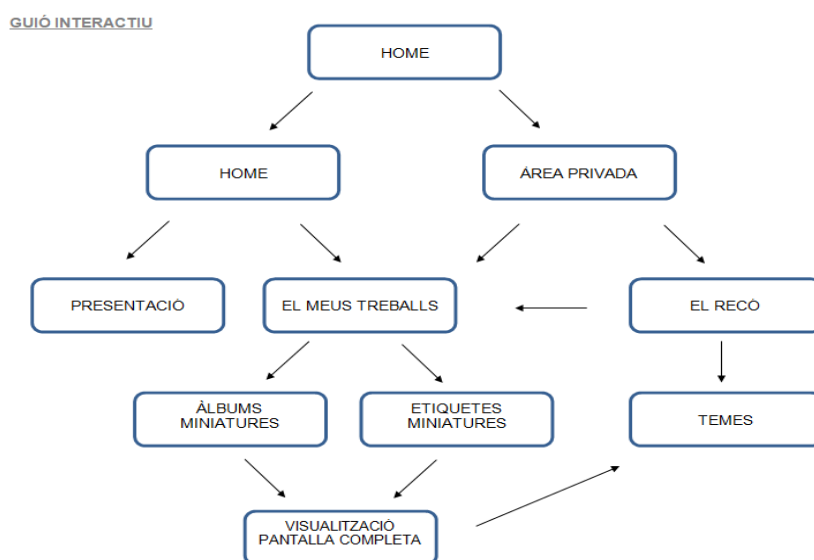 GUIÓ INTERACTIU
HOME
HOME
ÀREA PRIVADA
PRESENTACIÓ
EL MEUS TREBALLS
EL RECÓ
ÀLBUMS
MINIATURES
ETIQUETES
MINIATURES
TEMES
VISUALITZACIÓ
PANTALLA COMPLETA